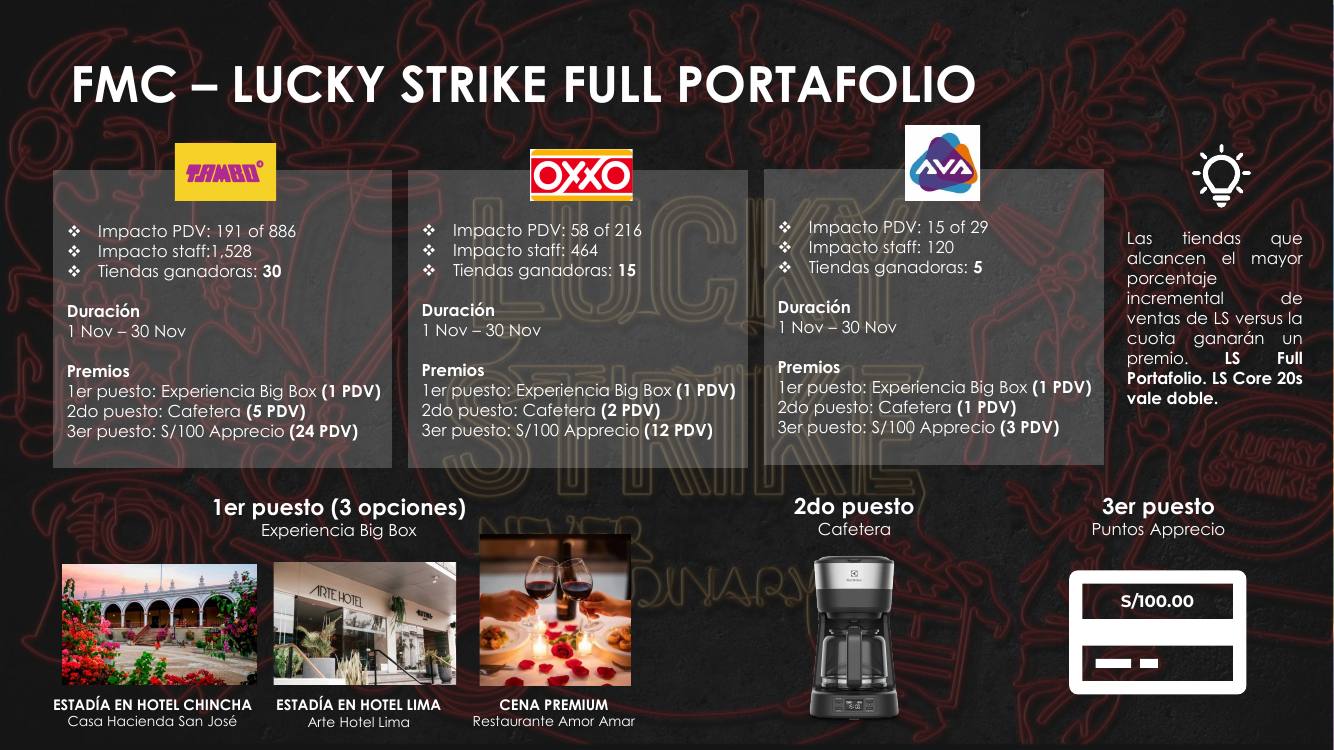 FMC – LUCKY STRIKE FULL PORTAFOLIO
TAMBO+
❖ Impacto PDV: 191 of 886
❖ Impacto staff:1,528
❖ Tiendas ganadoras: 30
Duración
1 Nov – 30 Nov
Premios
1er puesto: Experiencia Big Box (1 PDV)
2do puesto: Cafetera (5 PDV)
3er puesto: S/100 Apprecio (24 PDV)
OXXO
❖ Impacto PDV: 58 of 216
❖ Impacto staff: 464
❖ Tiendas ganadoras: 15
Duración
1 Nov – 30 Nov
Premios
1er puesto: Experiencia Big Box (1 PDV)
2do puesto: Cafetera (2 PDV)
3er puesto: S/100 Apprecio (12 PDV)
AVA
❖ Impacto PDV: 15 of 29
❖ Impacto staff: 120
❖ Tiendas ganadoras: 5
Duración
1 Nov – 30 Nov
Premios
1er puesto: Experiencia Big Box (1 PDV)
2do puesto: Cafetera (1 PDV)
3er puesto: S/100 Apprecio (3 PDV)
Las tiendas que
alcancen el mayor
porcentaje
incremental de
ventas de LS versus la
cuota ganarán un
premio. LS Full
Portafolio. LS Core 20s
vale doble.
LUCKY
STRIKE
LUCKY
STRIKE
1er puesto (3 opciones)
Experiencia Big Box
ARTE HOTEL
ESTADÍA EN HOTEL CHINCHA
Casa Hacienda San José
ESTADÍA EN HOTEL LIMA
Arte Hotel Lima
CENA PREMIUM
Restaurante Amor Amar
2do puesto
Cafetera
3er puesto
Puntos Apprecio
S/100.00